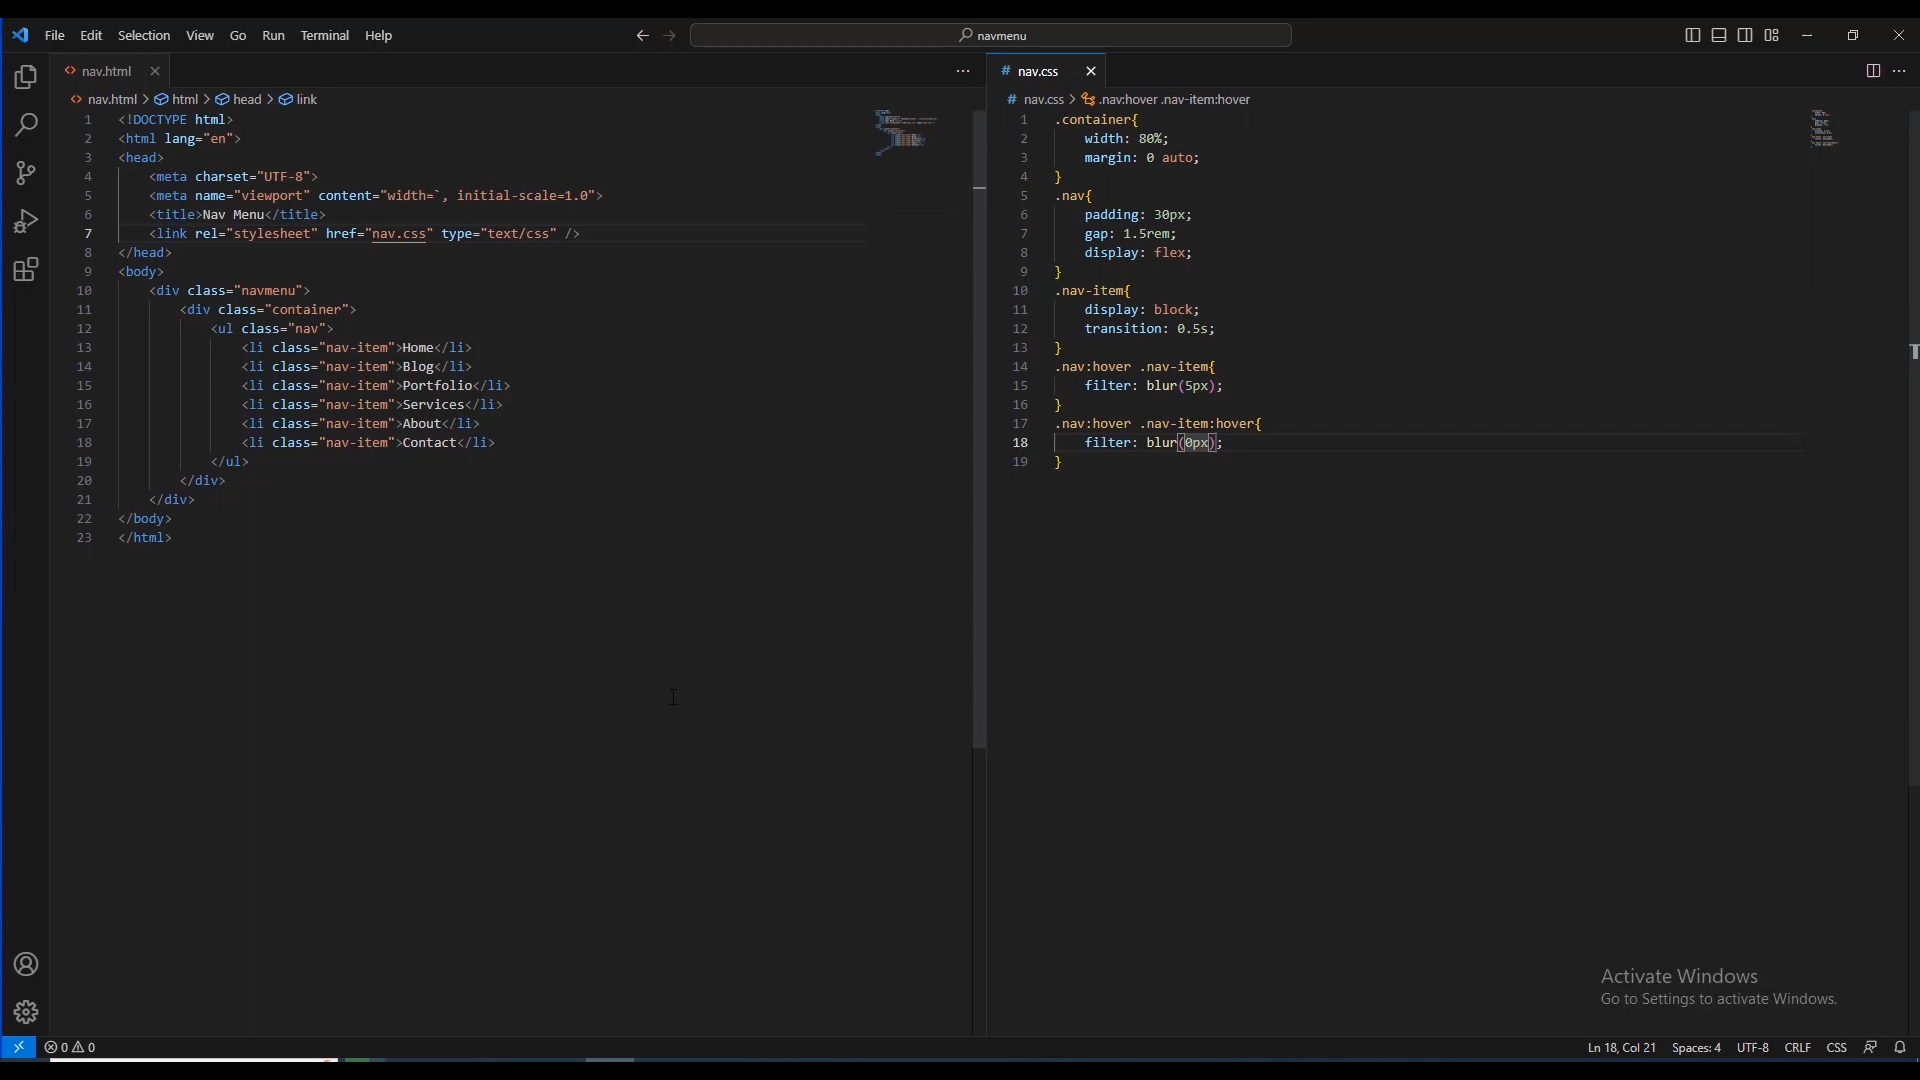 File Edit Selection View Go Run Terminal Help
navmenu
nav.html
nav.html > html > head > link
1 <!DOCTYPE html>
2 <html lang="en">
3 <head>
4 <meta charset="UTF-8">
5 <meta name="viewport" content="width=`, initial-scale=1.0">
6 <title>Nav Menu</title>
7 <link rel="stylesheet" href="nav.css" type="text/css" />
8 </head>
9 <body>
10 <div class="navmenu">
11 <div class="container">
12 <ul class="nav">
13 <li class="nav-item">Home</li>
14 <li class="nav-item">Blog</li>
15 <li class="nav-item">Portfolio</li>
16 <li class="nav-item">Services</li>
17 <li class="nav-item">About</li>
18 <li class="nav-item">Contact</li>
19 </ul>
20 </div>
21 </div>
22 </body>
23 </html>
# nav.css
# nav.css > .nav:hover .nav-item:hover
1 .container{
2 width: 80%;
3 margin: 0 auto;
4 }
5 .nav{
6 padding: 30px;
7 gap: 1.5rem;
8 display: flex;
9 }
10 .nav-item{
11 display: block;
12 transition: 0.5s;
13 }
14 .nav:hover .nav-item{
15 filter: blur(5px);
16 }
17 .nav:hover .nav-item:hover{
18 filter: blur(0px);
19 }
Activate Windows
Go to Settings to activate Windows.
0 0
Ln 18, Col 21 Spaces: 4 UTF-8 CRLF CSS